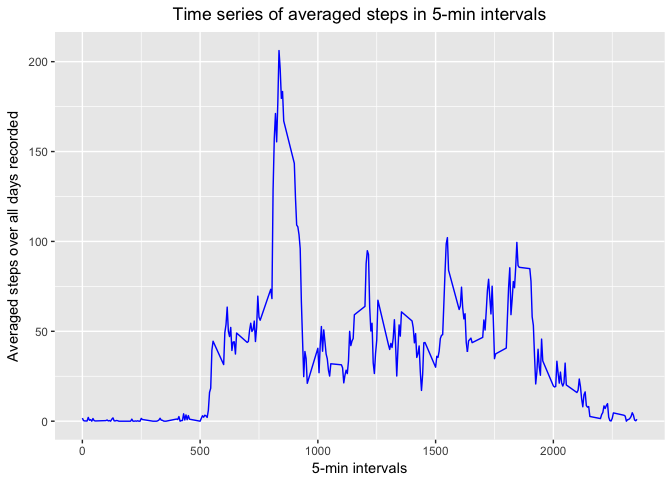 Time series of averaged steps in 5-min intervals
Averaged steps over all days recorded
200
150
100
50
0
0 500 1000 1500 2000
5-min intervals